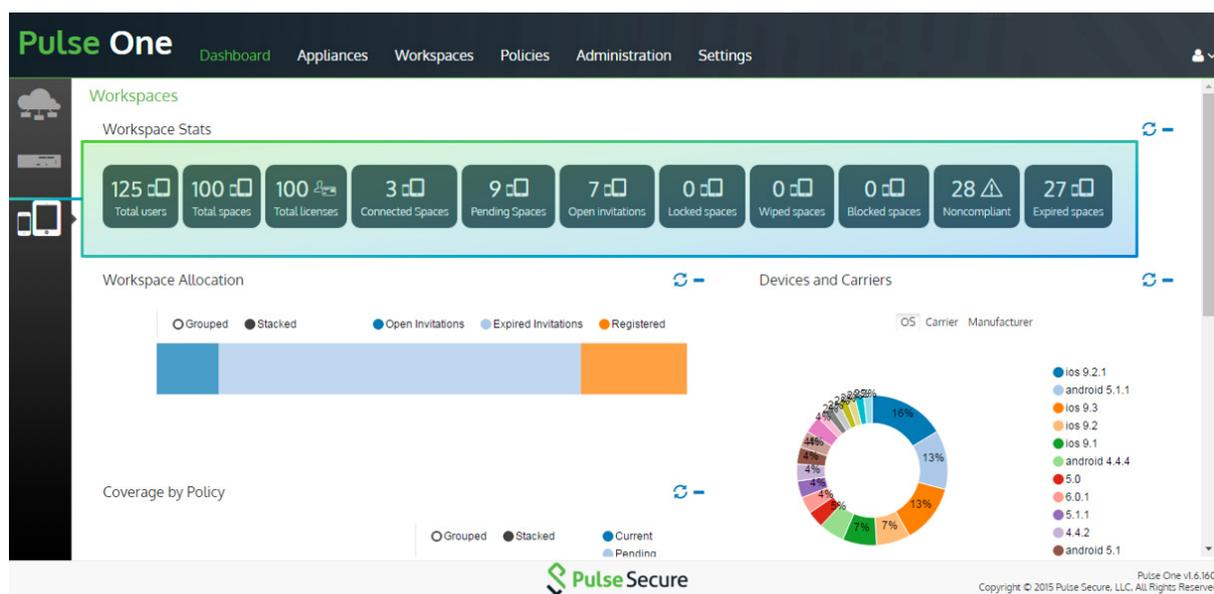 Pulse One Dashboard Appliances Workspaces Policies Administration Settings
Workspaces
Workspace Stats
125 100 100 3 9 7 0 0 0 28 27
Total users Total spaces Total licenses Connected Spaces Pending Spaces Open invitations Locked spaces Wiped spaces Blocked spaces Noncompliant Expired spaces
Workspace Allocation
Grouped Stacked Open Invitations Expired Invitations Registered
Devices and Carriers
OS Carrier Manufacturer
16%
13%
13%
7%
7%
5%
4%
4%
4%
4%
ios 9.2.1
android 5.1.1
ios 9.3
ios 9.2
ios 9.1
android 4.4.4
5.0
6.0.1
5.1.1
4.4.2
android 5.1
Coverage by Policy
Grouped Stacked Current
Pending
Pulse Secure
Pulse One v1.6.160
Copyright © 2015 Pulse Secure, LLC, All Rights Reserve